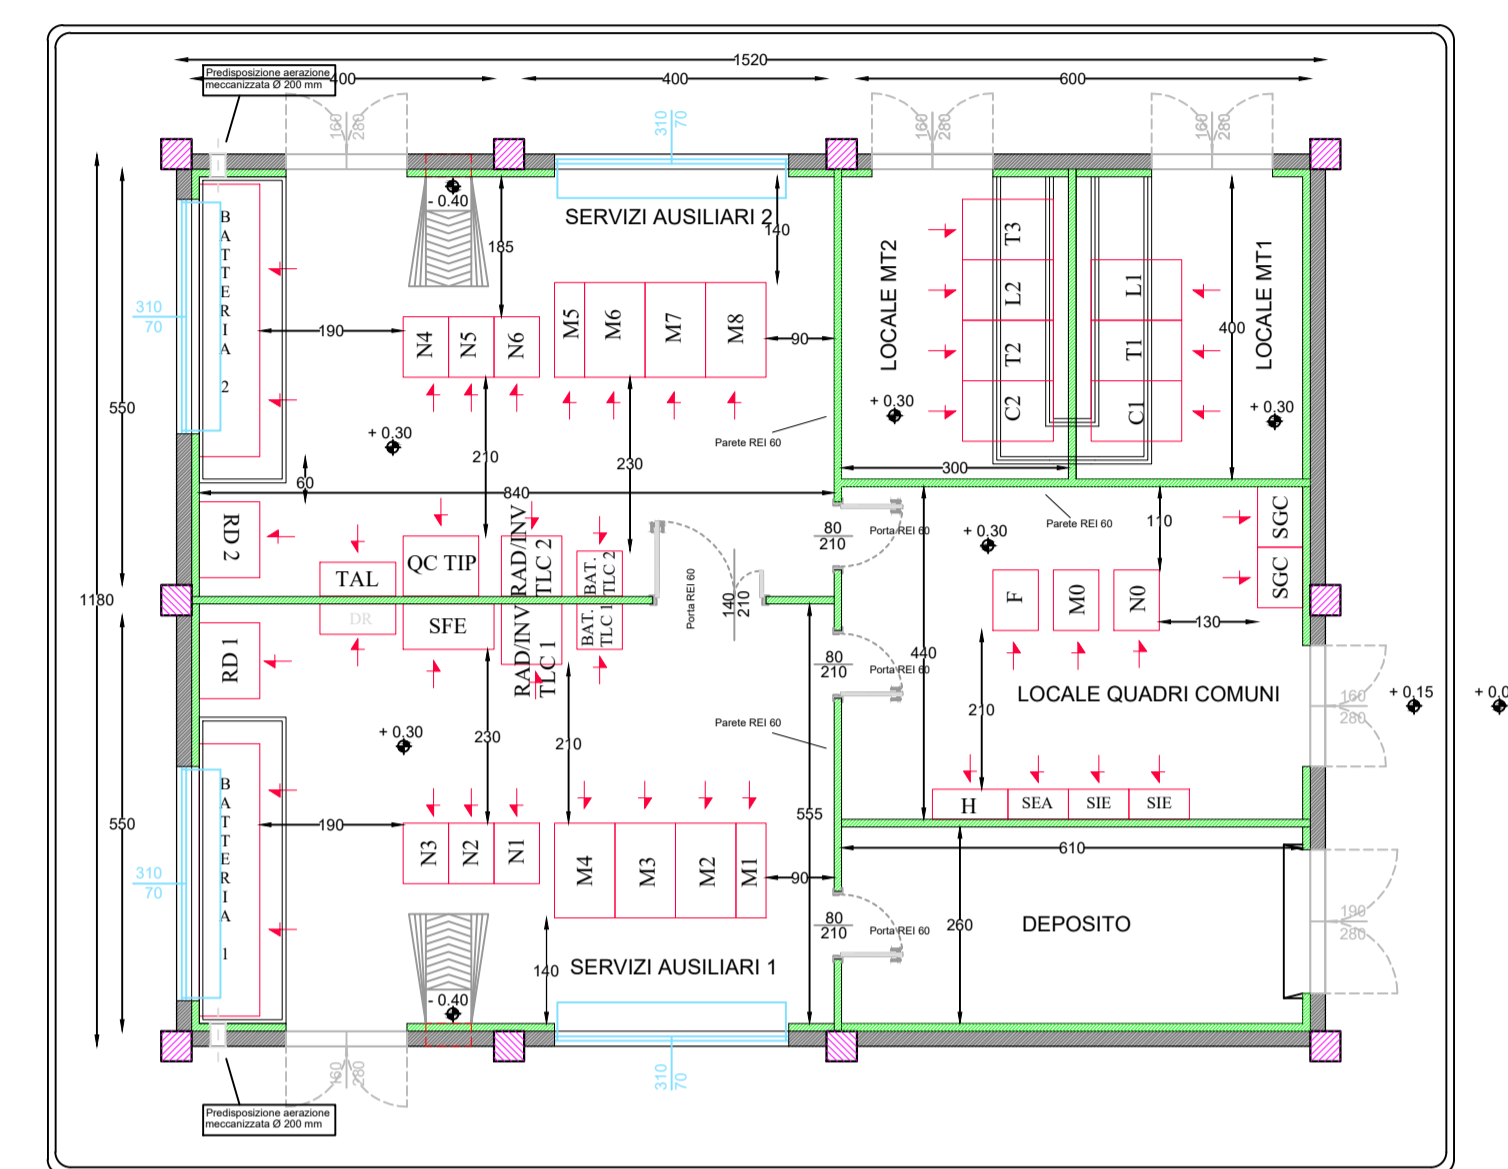 1520
Predisposizione aerazione
meccanizzata Ø 200 mm
400
400
600
160
280
310
70
160
280
160
280
- 0.40
SERVIZI AUSILIARI 2
140
185
BATTERIA 2
310
70
190
N4
N5
N6
M5
M6
M7
M8
90
LOCALE MT2
T3
L2
T2
C2
L1
T1
C1
400
LOCALE MT1
+ 0.30
+ 0.30
+ 0.30
550
210
230
60
Parete REI 60
300
840
RD 2
TAL
QC TIP
RAD/INV
TLC 2
BAT.
TLC 2
80
210
Porta REI 60
+ 0.30
Parete REI 60
110
SGC
SGC
1180
DR
SFE
RAD/INV
TLC 1
BAT.
TLC 1
Porta REI 60
140
210
RD 1
80
210
Porta REI 60
440
F
M0
N0
130
210
LOCALE QUADRI COMUNI
160
280
+ 0.15
+ 0.0
+ 0.30
230
210
Parete REI 60
555
H
SEA
SIE
SIE
550
BATTERIA 1
310
70
190
N3
N2
N1
M4
M3
M2
M1
90
610
80
210
Porta REI 60
260
DEPOSITO
190
280
140
SERVIZI AUSILIARI 1
- 0.40
160
280
310
70
Predisposizione aerazione
meccanizzata Ø 200 mm